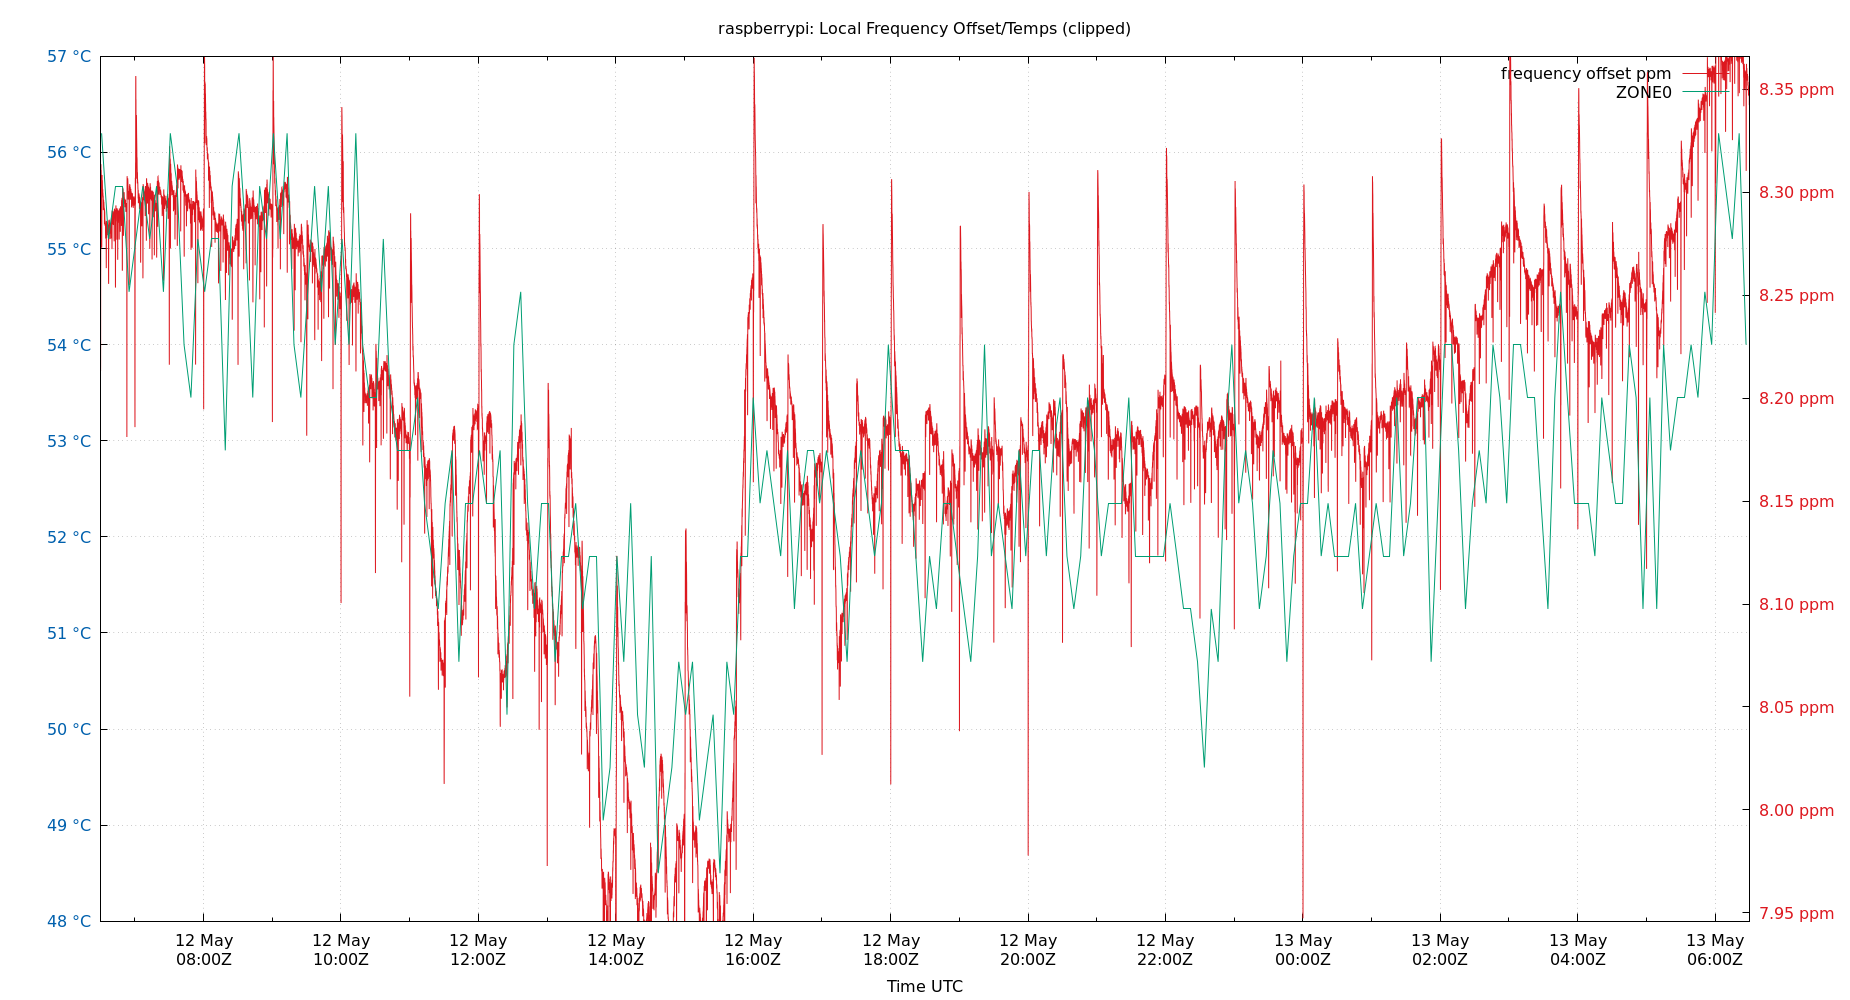 raspberrypi: Local Frequency Offset/Temps (clipped)
57 °C
56 °C
55 °C
54 °C
53 °C
52 °C
51 °C
50 °C
49 °C
48 °C
frequency offset ppm
ZONE0
8.35 ppm
8.30 ppm
8.25 ppm
8.20 ppm
8.15 ppm
8.10 ppm
8.05 ppm
8.00 ppm
7.95 ppm
12 May 12 May 12 May 12 May 12 May 12 May 12 May 12 May 13 May 13 May 13 May 13 May
08:00Z 10:00Z 12:00Z 14:00Z 16:00Z 18:00Z 20:00Z 22:00Z 00:00Z 02:00Z 04:00Z 06:00Z
Time UTC